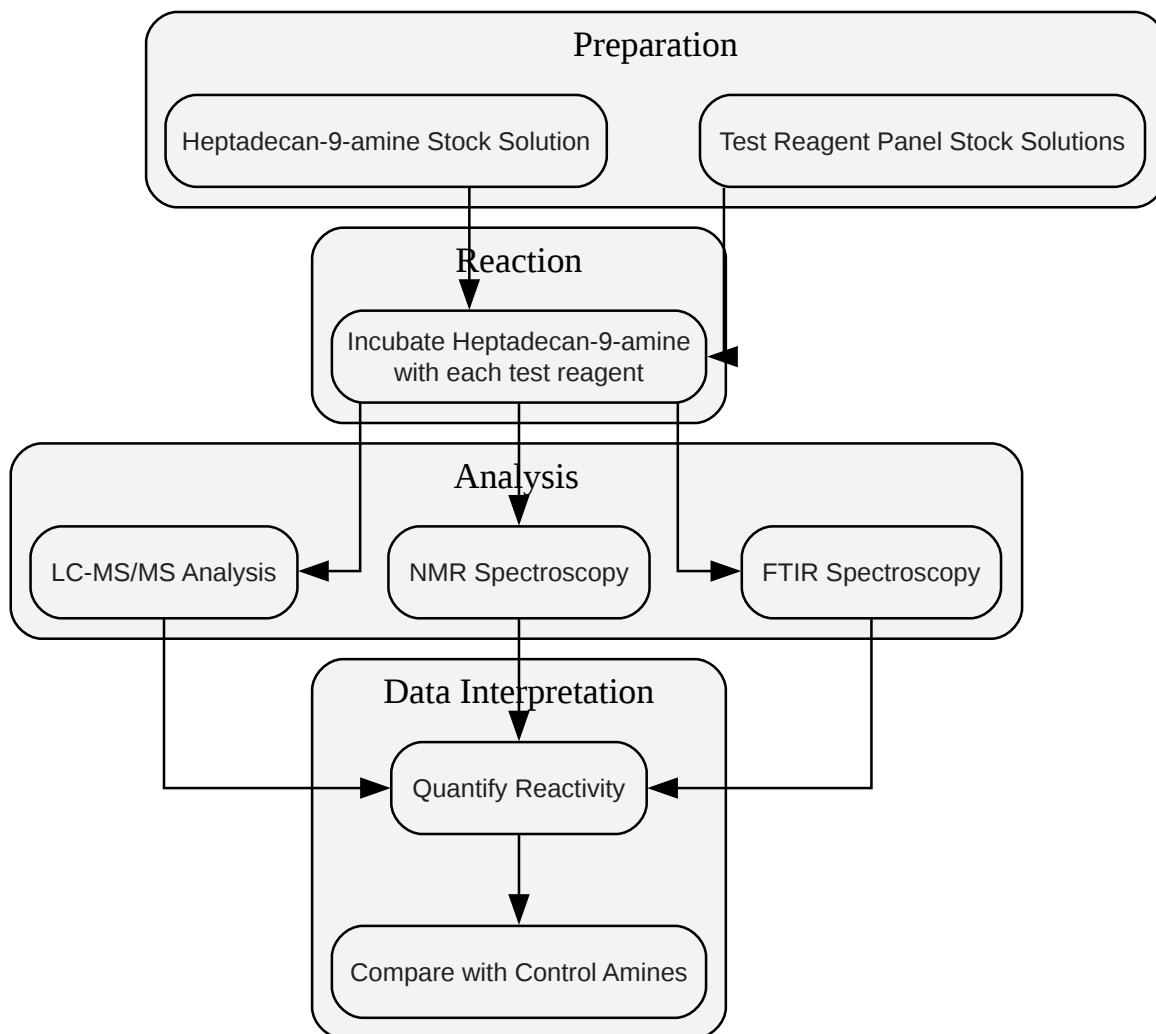 Preparation
Heptadecan-9-amine Stock Solution
Test Reagent Panel Stock Solutions
Reaction
Incubate Heptadecan-9-amine
with each test reagent
Analysis
LC-MS/MS Analysis
NMR Spectroscopy
FTIR Spectroscopy
Data Interpretation
Quantify Reactivity
Compare with Control Amines